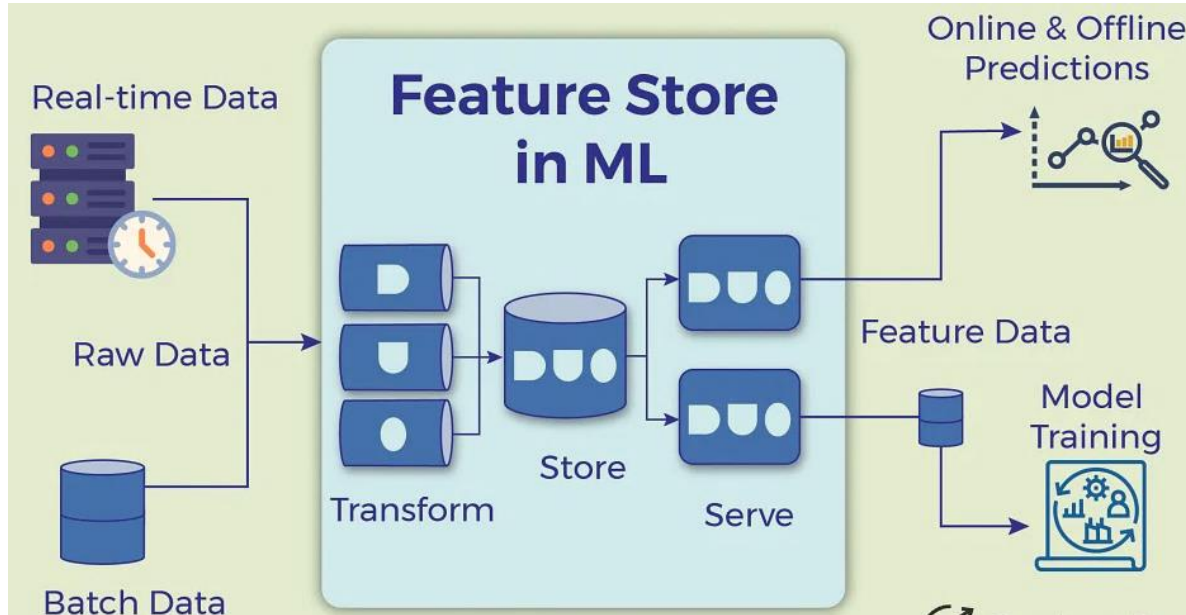 Online & Offline
Predictions
Feature Store
in ML
Real-time Data
Raw Data
Batch Data
Transform
Store
Serve
Feature Data
Model
Training